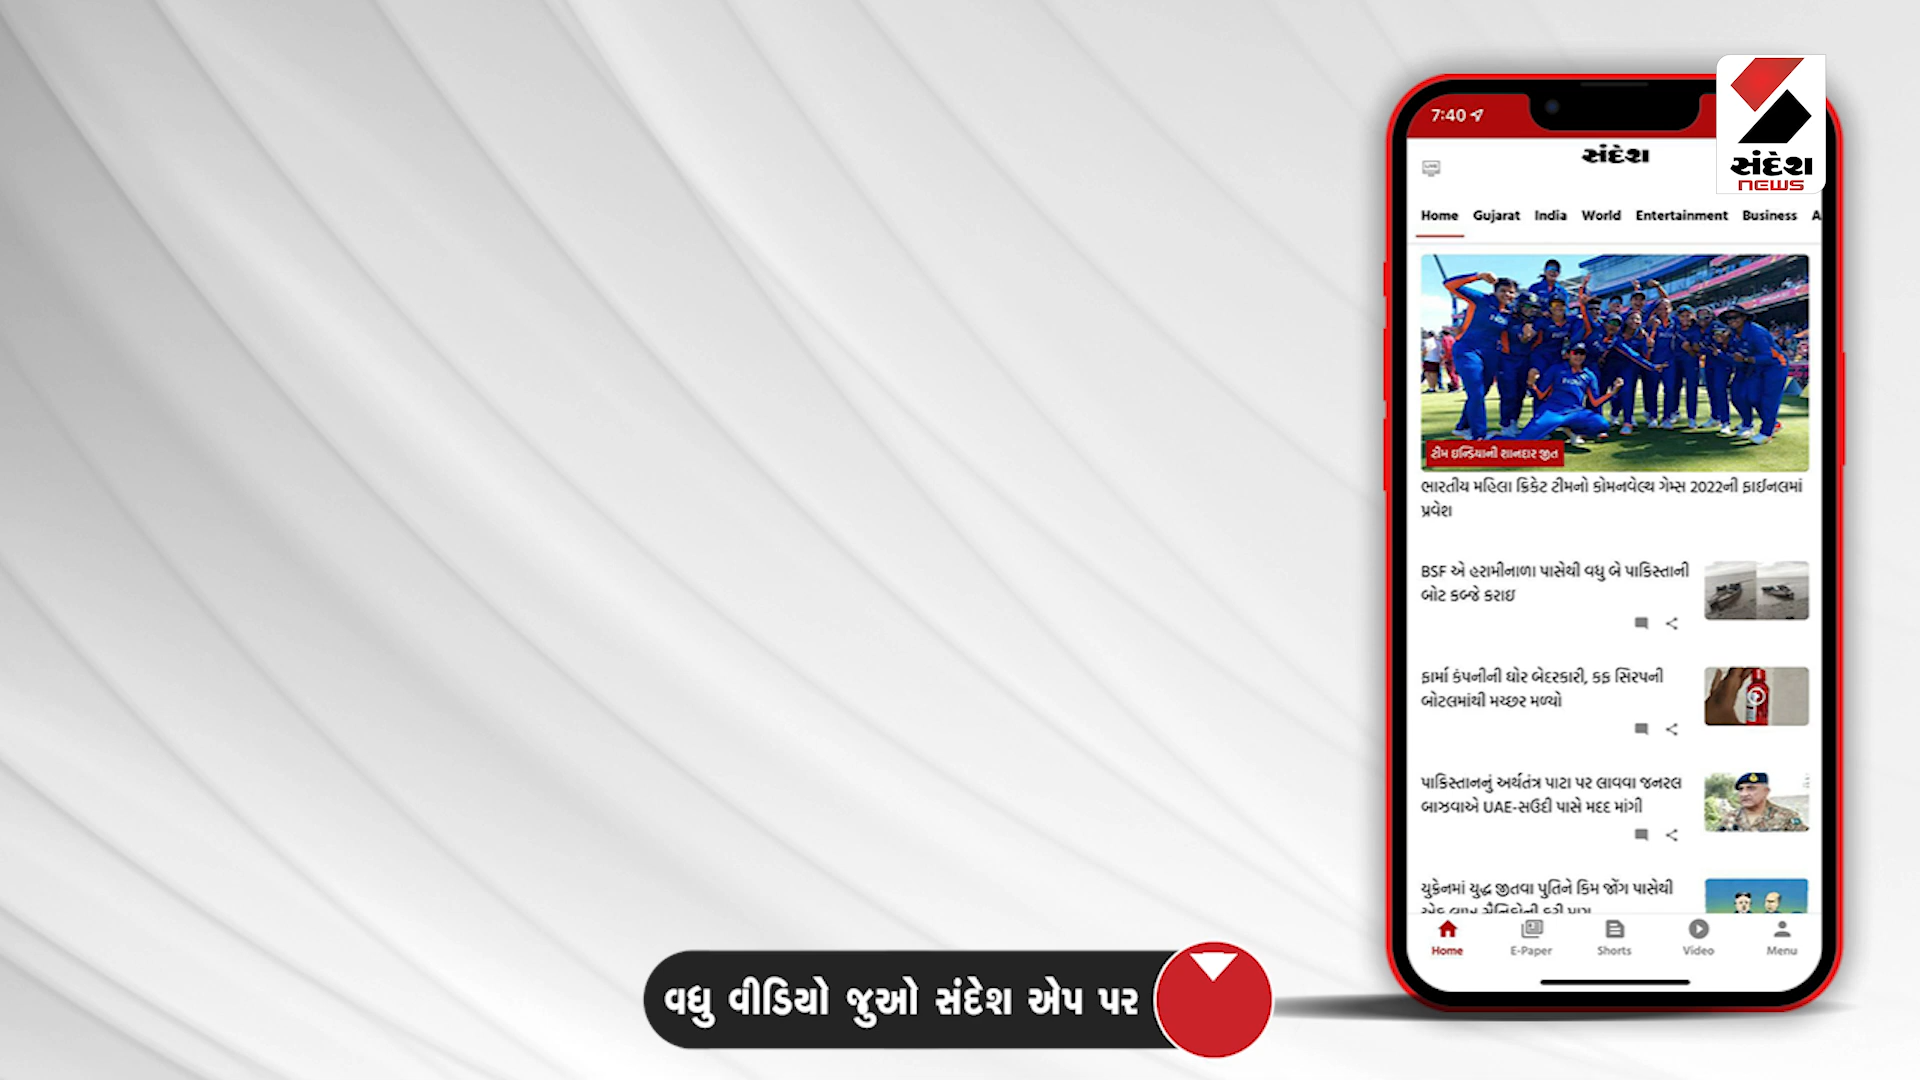 7:40
સંદેશ
સંદેશ
NEWS
Home Gujarat India World Entertainment Business A
ટીમ ઇન્ડિયાની શાનદાર જીત
ભારતીય મહિલા ક્રિકેટ ટીમનો કોમનવેલ્થ ગેમ્સ 2022ની ફાઈનલમાં
પ્રવેશ
BSF એ હરામીનાળા પાસેથી વધુ બે પાકિસ્તાની
બોટ કબ્જે કરાઇ
ફાર્મા કંપનીની ઘોર બેદરકારી, કફ સિરપની
બોટલમાંથી મચ્છર મળ્યો
પાકિસ્તાનનું અર્થતંત્ર પાટા પર લાવવા જનરલ
બાઝવાએ UAE-સઉદી પાસે મદદ માંગી
યુક્રેનમાં યુદ્ધ જીતવા પુતિને કિમ જોંગ પાસેથી
Home E-Paper Shorts Video Menu
વધુ વીડિયો જુઓ સંદેશ એપ પર